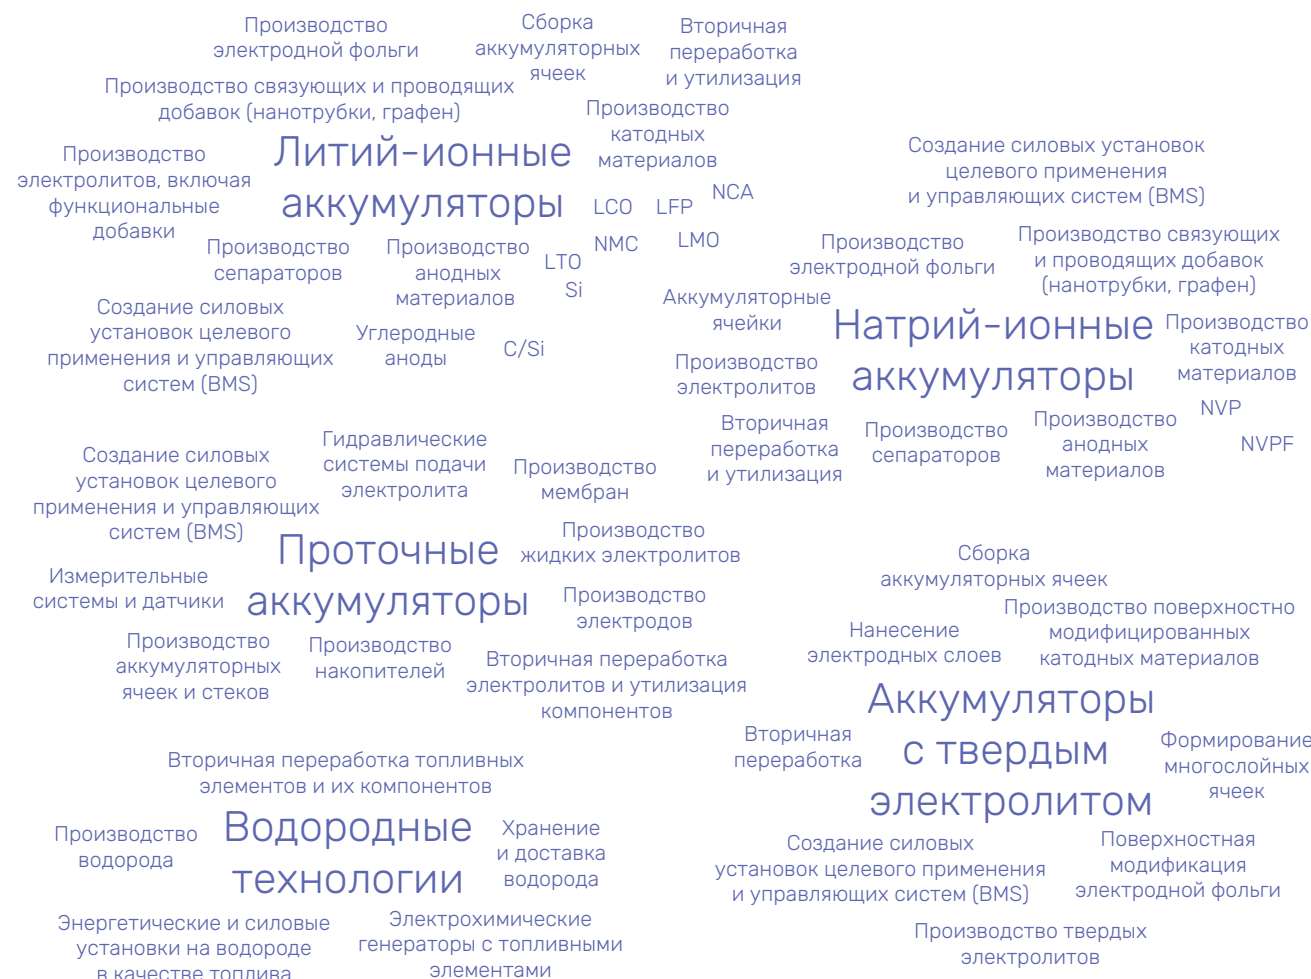 Производство
электродной фольги
Сборка
аккумуляторных
ячеек
Вторичная
переработка
и утилизация
Производство связующих и проводящих
добавок (нанотрубки, графен)
Производство
катодных
материалов
Производство
электролитов, включая
функциональные
добавки
Литий-ионные
аккумуляторы
LCO
LFP
NCA
NMC
LMO
Производство
сепараторов
Производство
анодных
материалов
LTO
Si
Создание силовых
установок целевого
применения и управляющих
систем (BMS)
Углеродные
аноды
C/Si
Создание силовых установок
целевого применения
и управляющих систем (BMS)
Производство
электродной фольги
Производство связующих
и проводящих добавок
(нанотрубки, графен)
Аккумуляторные
ячейки
Натрий-ионные
аккумуляторы
Производство
катодных
материалов
Производство
электролитов
NVP
NVPF
Вторичная
переработка
и утилизация
Производство
сепараторов
Производство
анодных
материалов
Создание силовых
установок целевого
применения и управляющих
систем (BMS)
Гидравлические
системы подачи
электролита
Производство
мембран
Проточные
аккумуляторы
Производство
жидких электролитов
Измерительные
системы и датчики
Производство
электродов
Производство
аккумуляторных
ячеек и стеков
Производство
накопителей
Вторичная переработка
электролитов и утилизация
компонентов
Сборка
аккумуляторных ячеек
Производство поверхностно
модифицированных
катодных материалов
Нанесение
электродных слоев
Аккумуляторы
с твердым
электролитом
Вторичная
переработка
Формирование
многослойных
ячеек
Создание силовых
установок целевого применения
и управляющих систем (BMS)
Поверхностная
модификация
электродной фольги
Производство твердых
электролитов
Вторичная переработка топливных
элементов и их компонентов
Водородные
технологии
Производство
водорода
Хранение
и доставка
водорода
Энергетические и силовые
установки на водороде
в качестве топлива
Электрохимические
генераторы с топливными
элементами